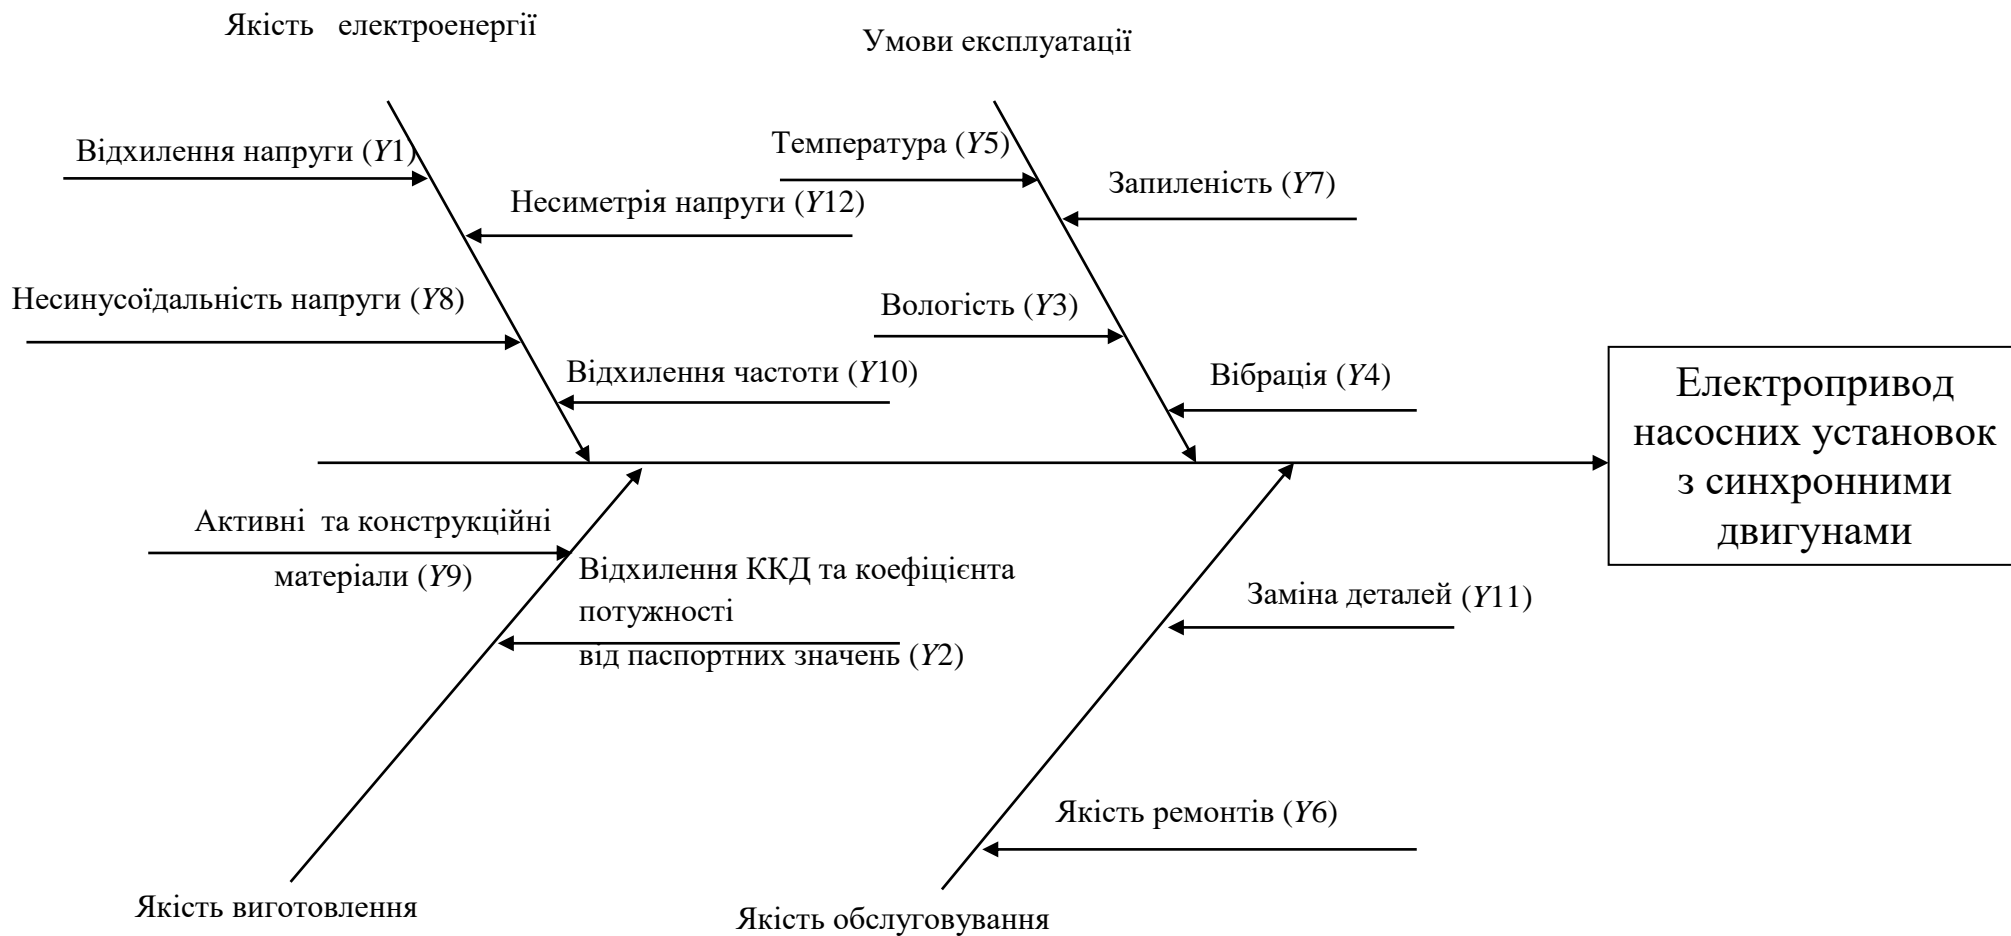 Якість електроенергії
Умови експлуатації
Відхилення напруги (Y1)
Температура (Y5)
Запиленість (Y7)
Несиметрія напруги (Y12)
Несинусоїдальність напруги (Y8)
Вологість (Y3)
Відхилення частоти (Y10)
Вібрація (Y4)
Електропривод
насосних установок
з синхронними
двигунами
Активні та конструкційні
матеріали (Y9)
Відхилення ККД та коефіцієнта
потужності
від паспортних значень (Y2)
Заміна деталей (Y11)
Якість ремонтів (Y6)
Якість виготовлення
Якість обслуговування